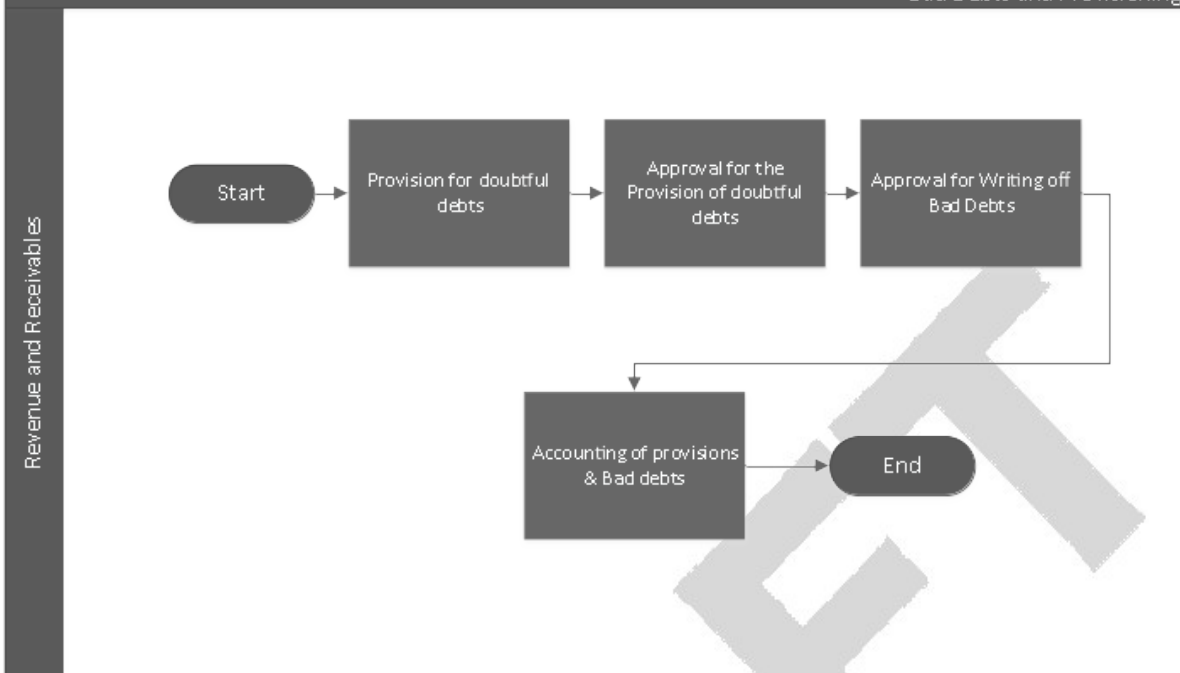 Revenue and Receivables
Start
Provision for doubtful
debts
Approval for the
Provision of doubtful
debts
Approval for Writing off
Bad Debts
Accounting of provisions
& Bad debts
End